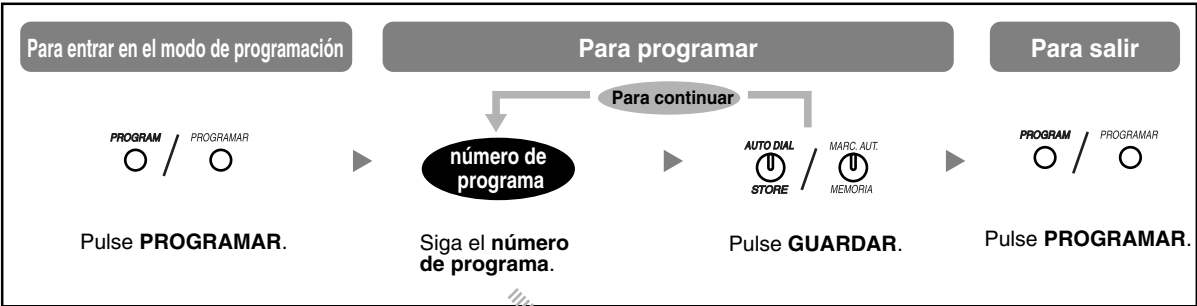 Para entrar en el modo de programación
Para programar
Para salir
Para continuar
PROGRAM
PROGRAMAR
número de
programa
AUTO DIAL
STORE
MARC. AUT.
MEMORIA
PROGRAM
PROGRAMAR
Pulse PROGRAMAR.
Siga el número
de programa.
Pulse GUARDAR.
Pulse PROGRAMAR.